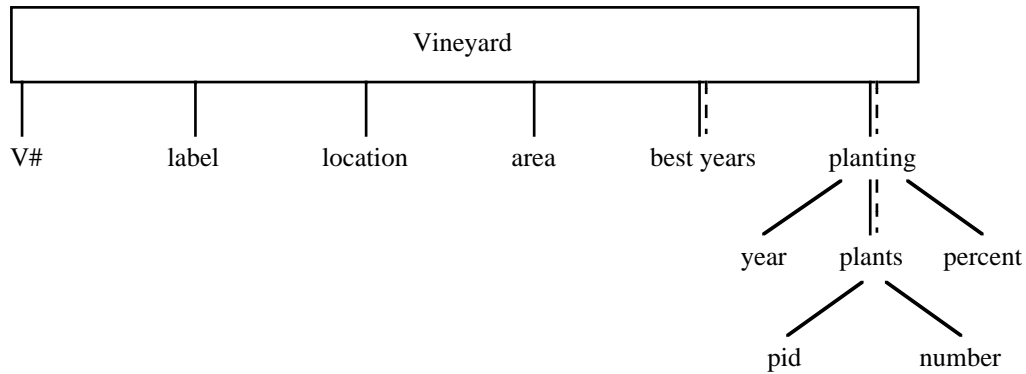 Vineyard
V# label location area best years planting
year plants percent
pid number